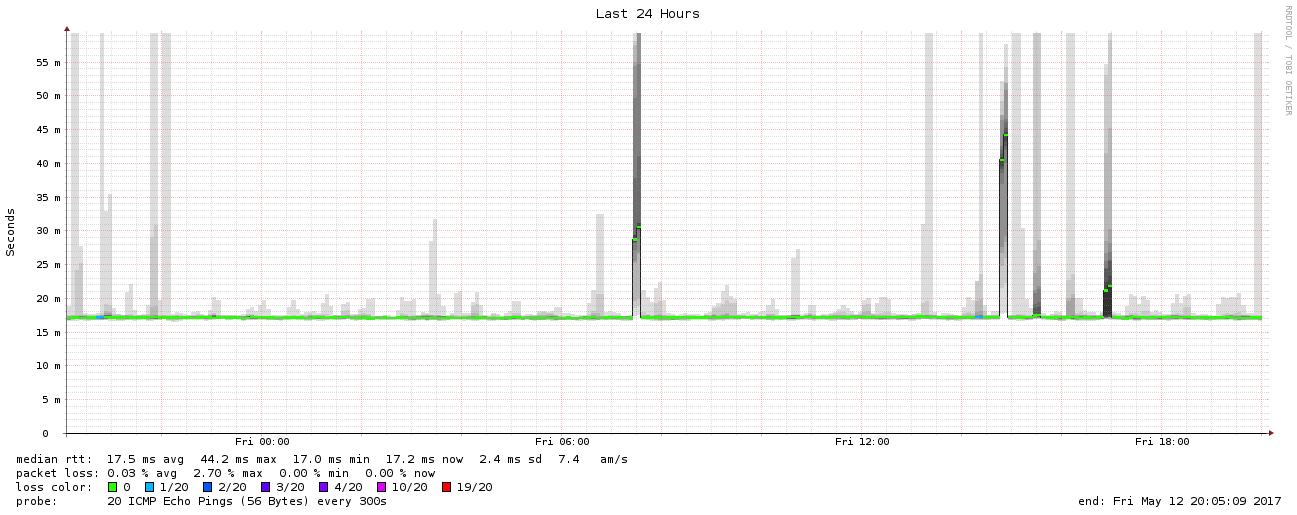 Last 24 Hours
RRDTOOL / TOBI OETIKER
Seconds
55 m
50 m
45 m
40 m
35 m
30 m
25 m
20 m
15 m
10 m
5 m
0
Fri 00:00 Fri 06:00 Fri 12:00 Fri 18:00
median rtt: 17.5 ms avg 44.2 ms max 17.0 ms min 17.2 ms now 2.4 ms sd 7.4 am/s
packet loss: 0.03 % avg 2.70 % max 0.00 % min 0.00 % now
loss color: 0 1/20 2/20 3/20 4/20 10/20 19/20
probe: 20 ICMP Echo Pings (56 Bytes) every 300s end: Fri May 12 20:05:09 2017